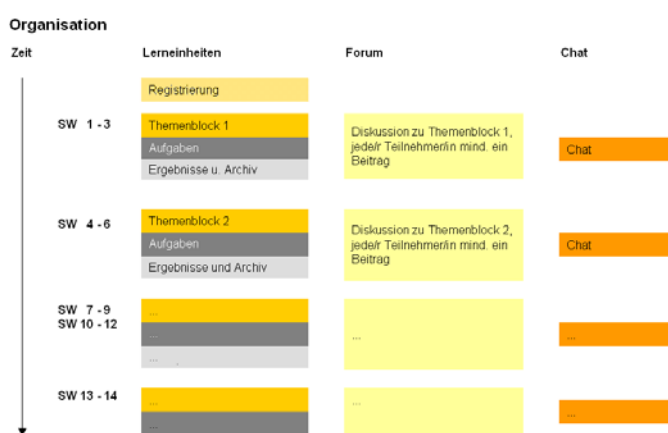 Organisation
Zeit Lerneinheiten Forum Chat
Registrierung
SW 1 - 3
Themenblock 1
Aufgaben
Ergebnisse u. Archiv
Diskussion zu Themenblock 1,
jede/r Teilnehmer/in mind. ein
Beitrag
Chat
SW 4 - 6
Themenblock 2
Aufgaben
Ergebnisse und Archiv
Diskussion zu Themenblock 2,
jede/r Teilnehmer/in mind. ein
Beitrag
Chat
SW 7 - 9
SW 10 - 12
...
...
... .
...
...
SW 13 - 14
...
...
...
...